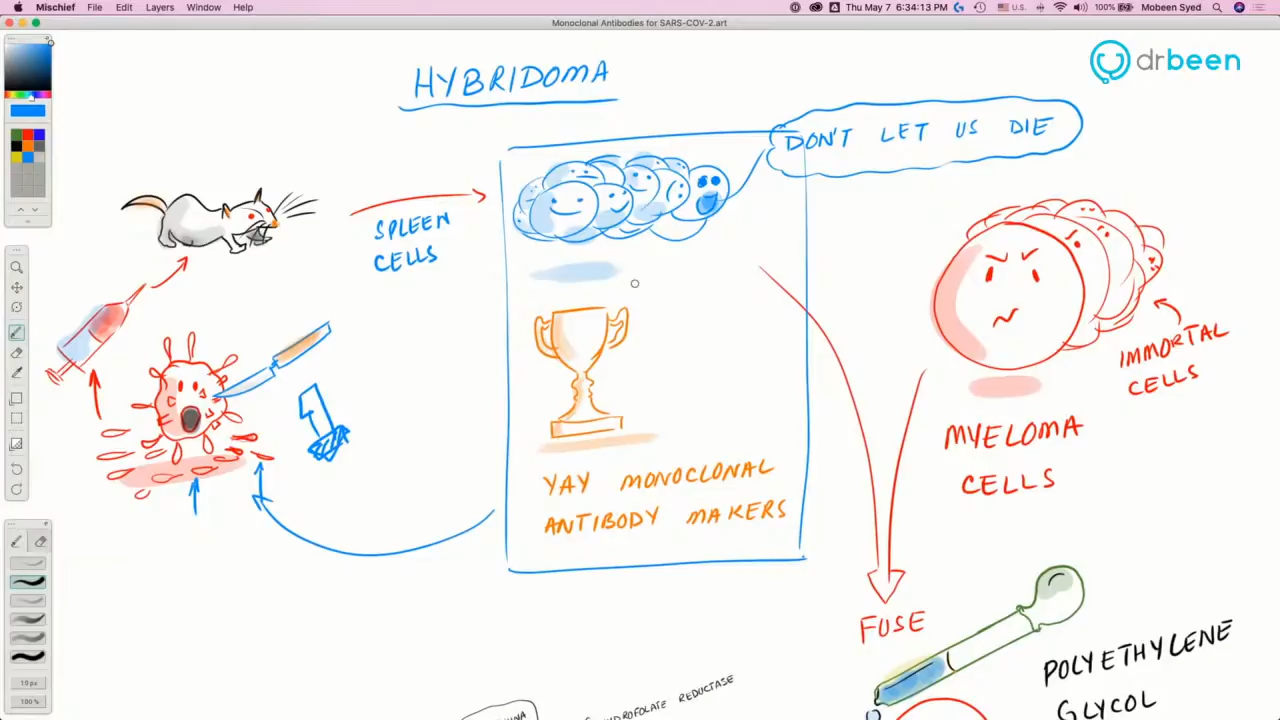 Mischief File Edit Layers Window Help
100% Thu May 7 6:34:13 PM U.S. 100% Mobeen Syed
Monoclonal Antibodies for SARS-COV-2.art
drbeen
HYBRIDOMA
DON'T LET US DIE
SPLEEN
CELLS
IMMORTAL
CELLS
MYELOMA
CELLS
YAY MONOCLONAL
ANTIBODY MAKERS
FUSE
POLYETHYLENE
GLYCOL
REDUCTASE
10 px
100 %